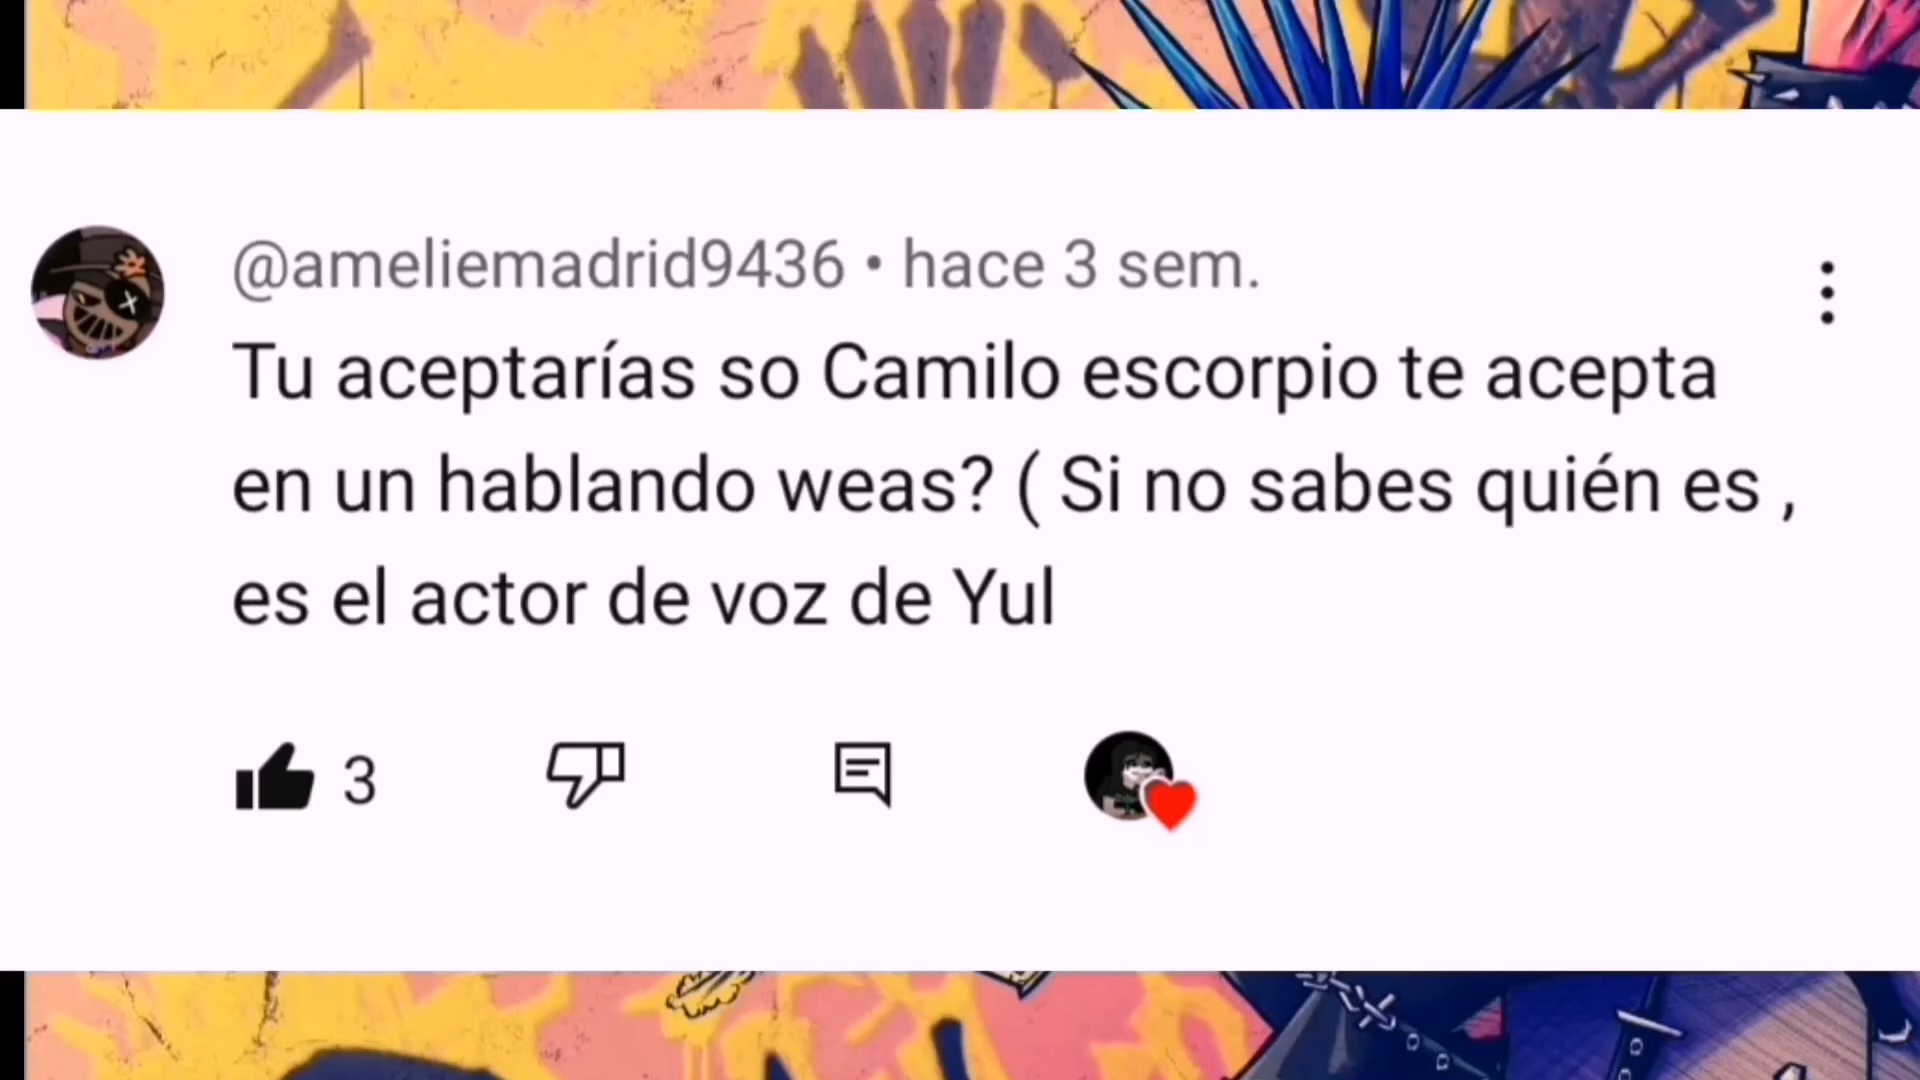 @ameliemadrid9436 • hace 3 sem.
Tu aceptarías so Camilo escorpio te acepta
en un hablando weas? ( Si no sabes quién es ,
es el actor de voz de Yul
3